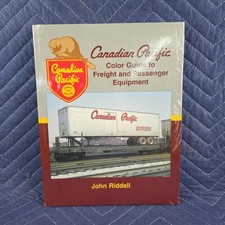 Canadian Pacific
Color Guide to
Freight and Passenger
Equipment
Canadian
Pacific
Canadian Pacific
EXPRESS
John Riddell